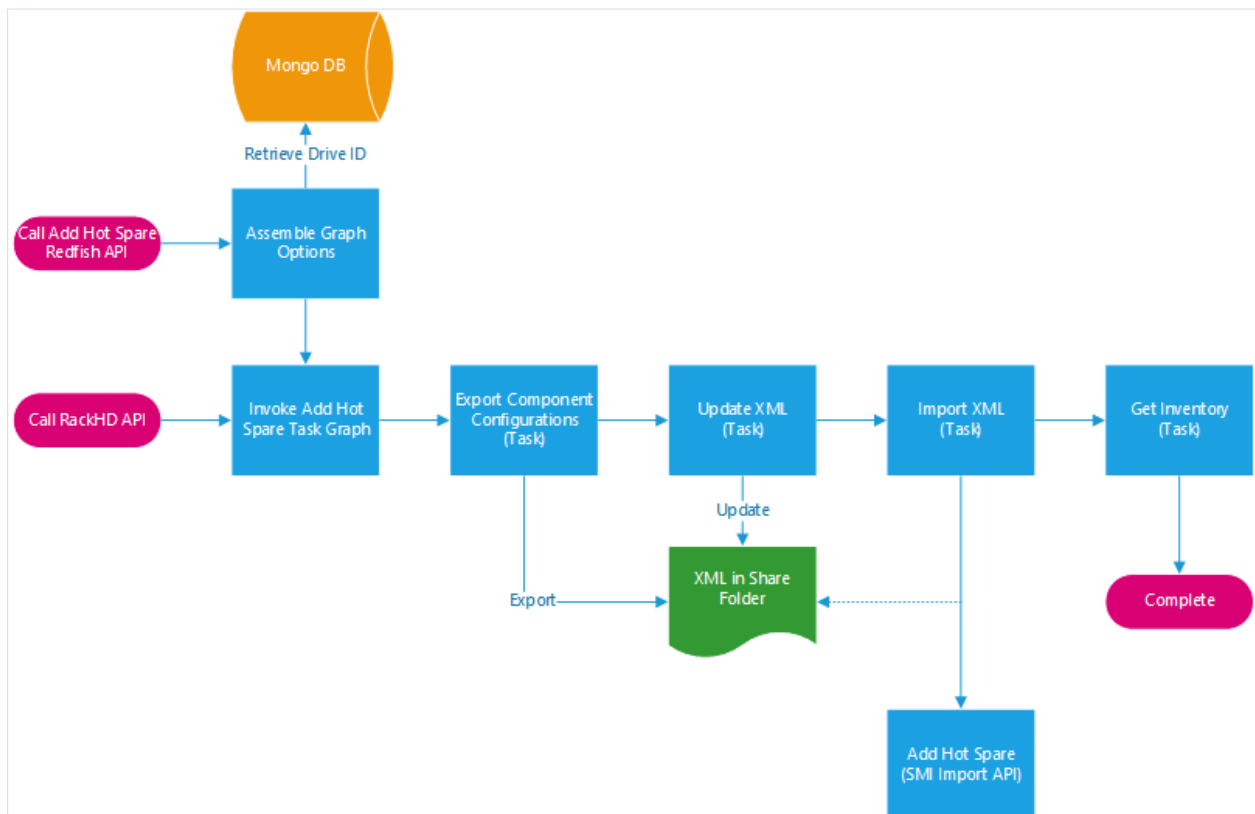 Mongo DB
Retrieve Drive ID
Call Add Hot Spare
Redfish API
Assemble Graph
Options
Call RackHD API
Invoke Add Hot
Spare Task Graph
Export Component
Configurations
(Task)
Update XML
(Task)
Import XML
(Task)
Get Inventory
(Task)
Update
Export
XML in Share
Folder
Complete
Add Hot Spare
(SMI Import API)